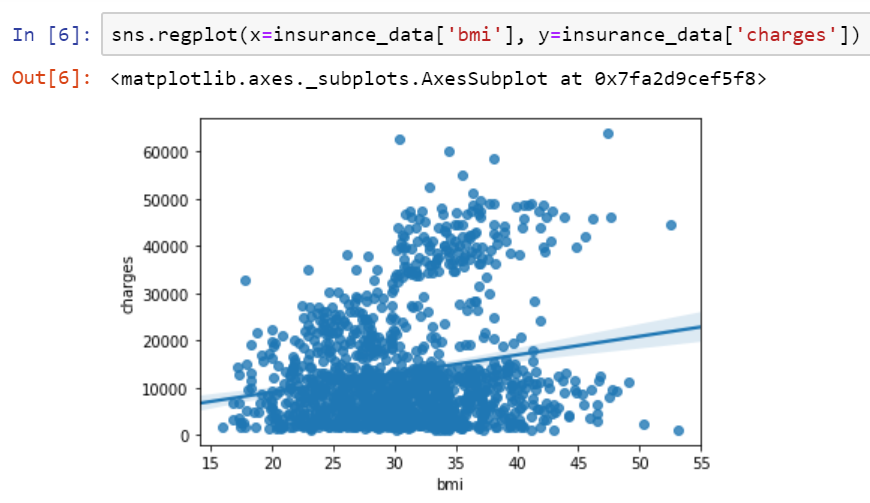 In [6]: sns.regplot(x=insurance_data['bmi'], y=insurance_data['charges'])
Out[6]: <matplotlib.axes._subplots.AxesSubplot at 0x7fa2d9cef5f8>
60000
50000
40000
30000
20000
10000
0
charges
15 20 25 30 35 40 45 50 55
bmi